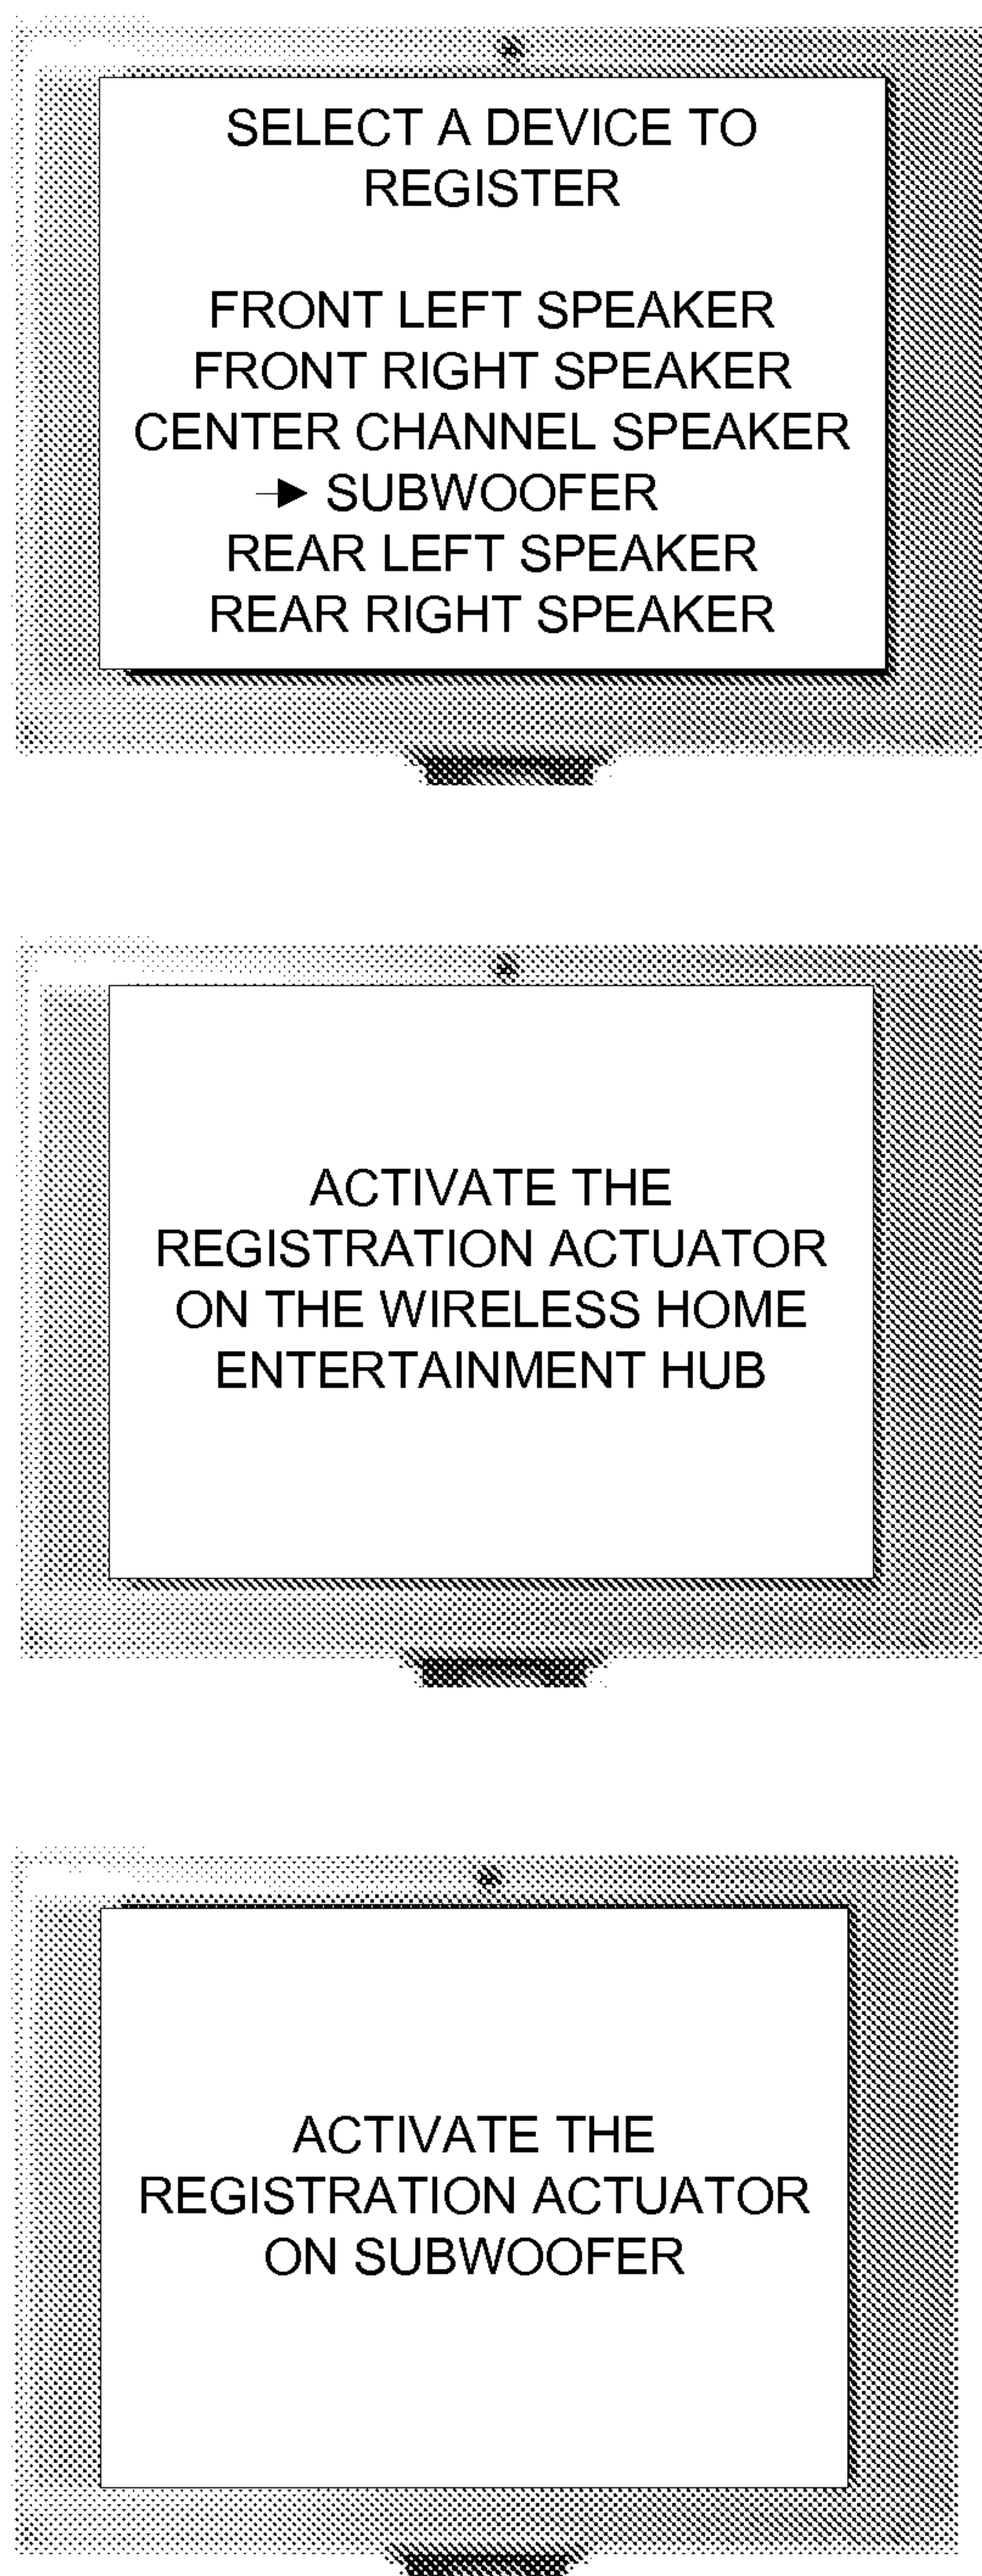 SELECT A DEVICE TO
REGISTER
FRONT LEFT SPEAKER
FRONT RIGHT SPEAKER
CENTER CHANNEL SPEAKER
SUBWOOFER
REAR LEFT SPEAKER
REAR RIGHT SPEAKER
ACTIVATE THE
REGISTRATION ACTUATOR
ON THE WIRELESS HOME
ENTERTAINMENT HUB
ACTIVATE THE
REGISTRATION ACTUATOR
ON SUBWOOFER